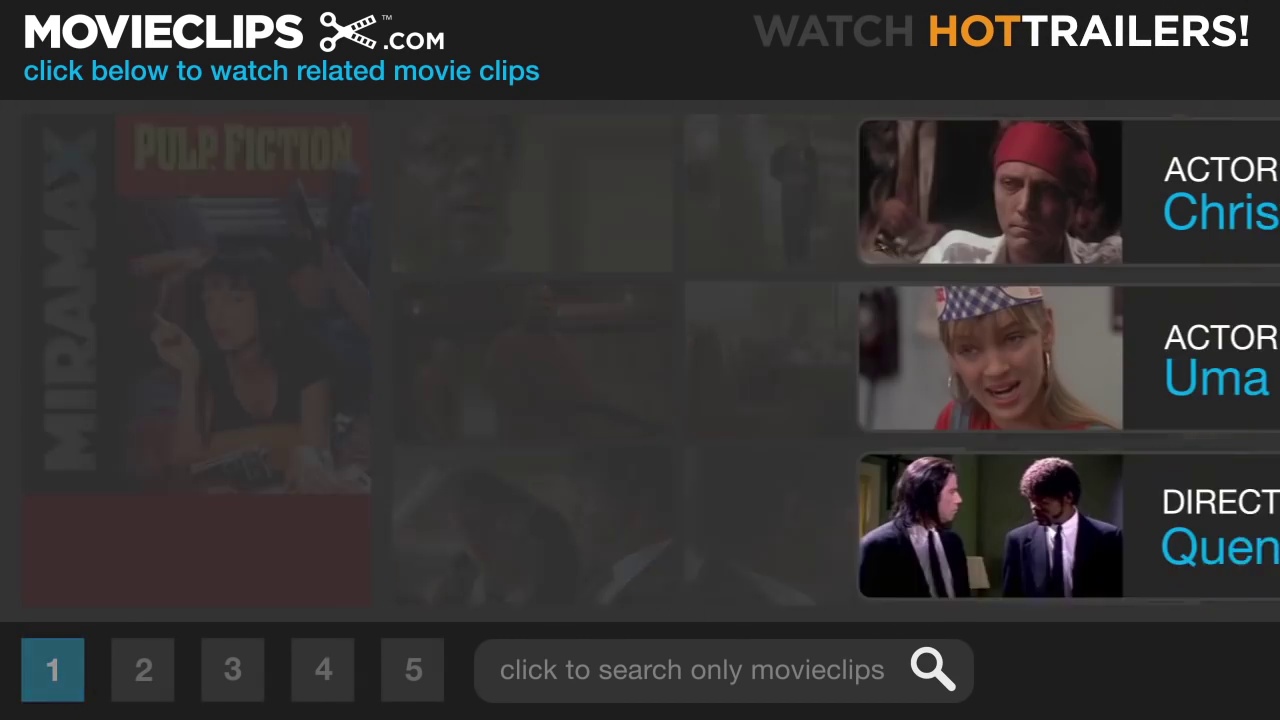 MOVIECLIPS ™ .COM
click below to watch related movie clips
WATCH HOTTRAILERS!
MIRAMAX
PULP FICTION
ACTOR
Chris
ACTOR
Uma
DIRECT
Quen
1 2 3 4 5
click to search only movieclips